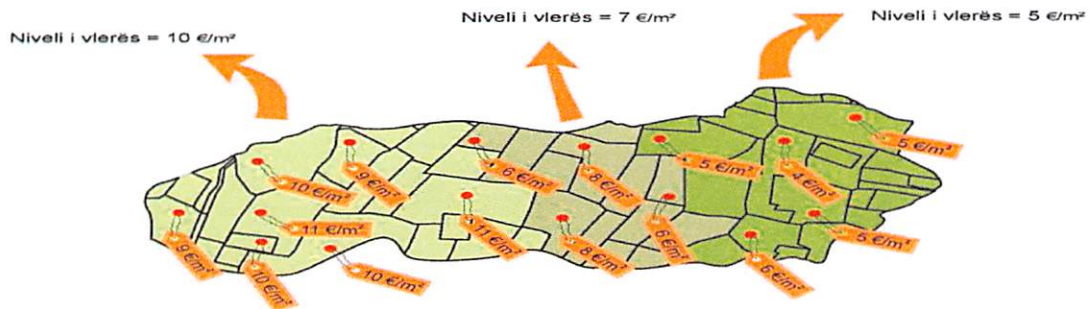 Niveli i vlerës = 7 €/m²
Niveli i vlerës = 5 €/m²
Niveli i vlerës = 10 €/m²
10 €/m²
9 €/m²
6 €/m²
8 €/m²
5 €/m²
4 €/m²
5 €/m²
9 €/m²
11 €/m²
10 €/m²
10 €/m²
11 €/m²
8 €/m²
6 €/m²
6 €/m²
5 €/m²